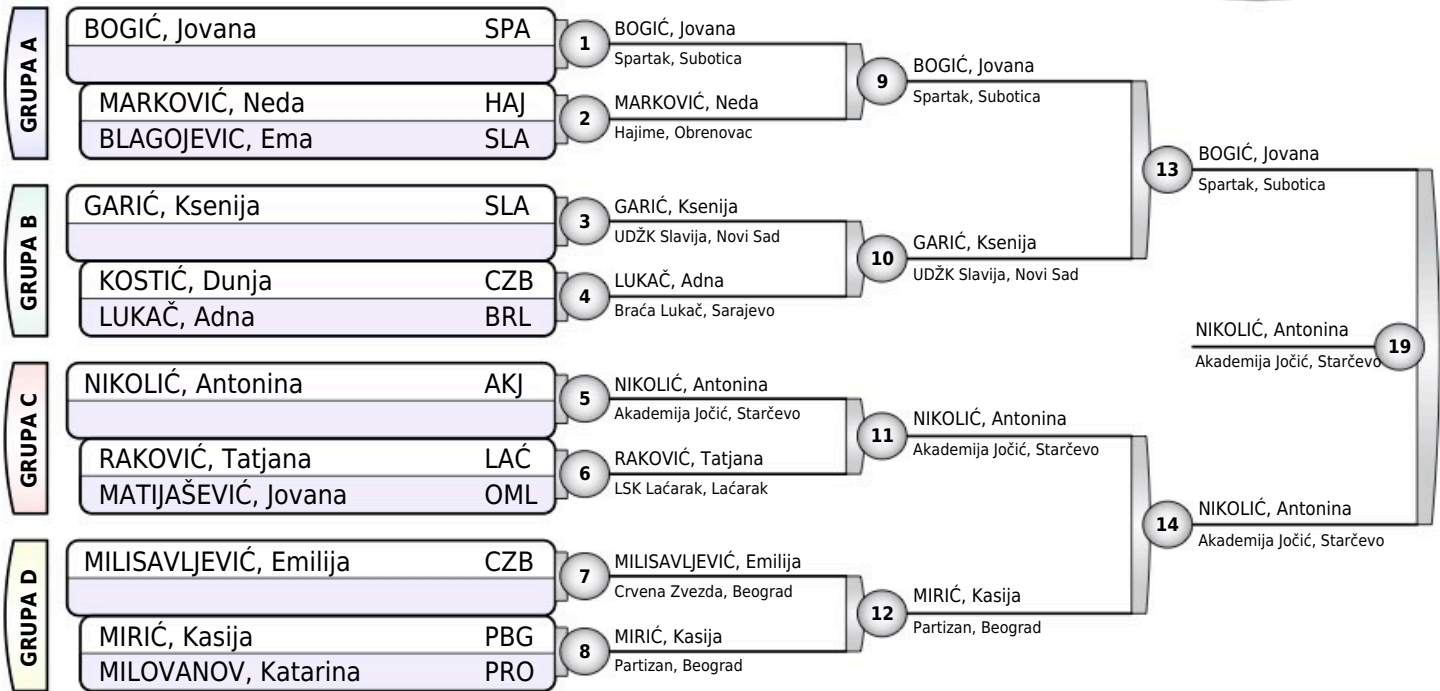 GRUPA A
BOGIĆ, Jovana SPA
MARKOVIĆ, Neda HAJ
BLAGOJEVIC, Ema SLA
GRUPA B
GARIĆ, Ksenija SLA
KOSTIĆ, Dunja CZB
LUKAČ, Adna BRL
GRUPA C
NIKOLIĆ, Antonina AKJ
RAKOVIĆ, Tatjana LAĆ
MATIJAŠEVIĆ, Jovana OML
GRUPA D
MILISAVLJEVIĆ, Emilija CZB
MIRIĆ, Kasija PBG
MILOVANOV, Katarina PRO
1
BOGIĆ, Jovana
Spartak, Subotica
2
MARKOVIĆ, Neda
Hajime, Obrenovac
3
GARIĆ, Ksenija
UDŽK Slavija, Novi Sad
4
LUKAČ, Adna
Braća Lukač, Sarajevo
5
NIKOLIĆ, Antonina
Akademija Jočić, Starčevo
6
RAKOVIĆ, Tatjana
LSK Laćarak, Laćarak
7
MILISAVLJEVIĆ, Emilija
Crvena Zvezda, Beograd
8
MIRIĆ, Kasija
Partizan, Beograd
9
BOGIĆ, Jovana
Spartak, Subotica
10
GARIĆ, Ksenija
UDŽK Slavija, Novi Sad
11
NIKOLIĆ, Antonina
Akademija Jočić, Starčevo
12
MIRIĆ, Kasija
Partizan, Beograd
13
BOGIĆ, Jovana
Spartak, Subotica
14
NIKOLIĆ, Antonina
Akademija Jočić, Starčevo
NIKOLIĆ, Antonina
Akademija Jočić, Starčevo
19